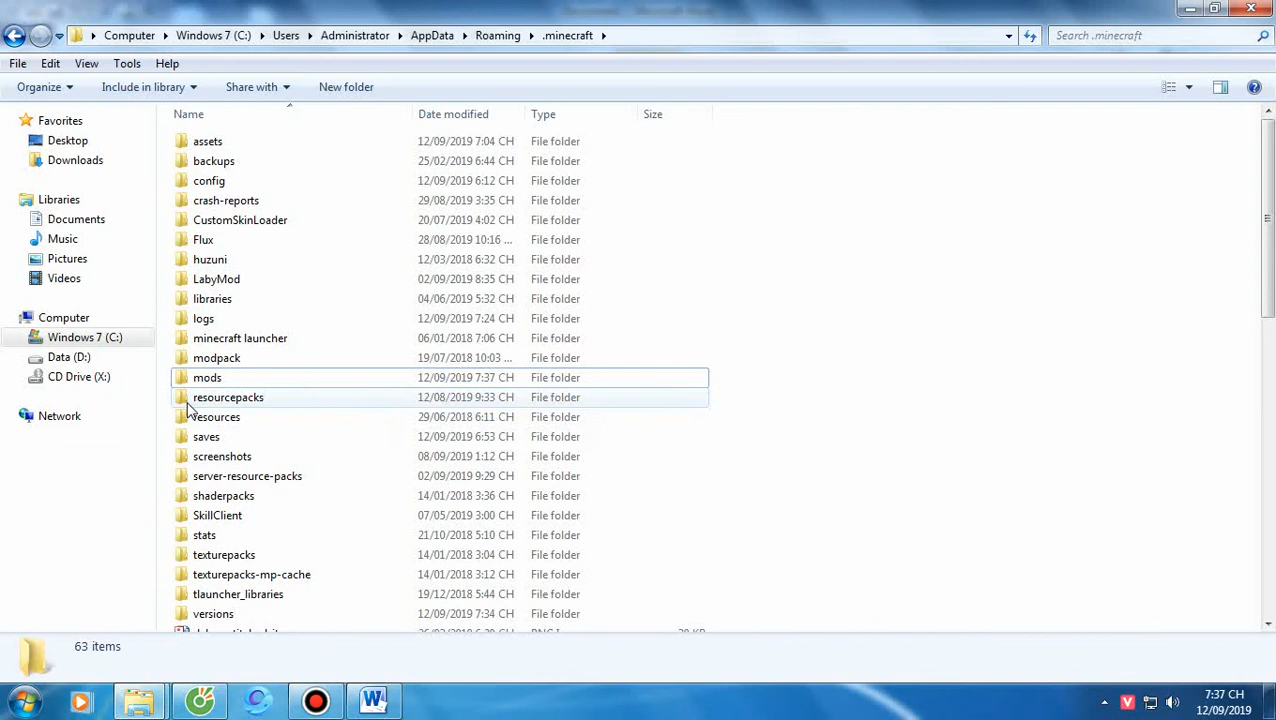 Computer Windows 7 (C:) Users Administrator AppData Roaming .minecraft Search .minecraft
File Edit View Tools Help
Organize Include in library Share with New folder
Name Date modified Type Size
Favorites
Desktop
Downloads
Libraries
Documents
Music
Pictures
Videos
Computer
Windows 7 (C:)
Data (D:)
CD Drive (X:)
Network
assets 12/09/2019 7:04 CH File folder
backups 25/02/2019 6:44 CH File folder
config 12/09/2019 6:12 CH File folder
crash-reports 29/08/2019 3:35 CH File folder
CustomSkinLoader 20/07/2019 4:02 CH File folder
Flux 28/08/2019 10:16 ... File folder
huzuni 12/03/2018 6:32 CH File folder
LabyMod 02/09/2019 8:35 CH File folder
libraries 04/06/2019 5:32 CH File folder
logs 12/09/2019 7:24 CH File folder
minecraft launcher 06/01/2018 7:06 CH File folder
modpack 19/07/2018 10:03 ... File folder
mods 12/09/2019 7:37 CH File folder
resourcepacks 12/08/2019 9:33 CH File folder
resources 29/06/2018 6:11 CH File folder
saves 12/09/2019 6:53 CH File folder
screenshots 08/09/2019 1:12 CH File folder
server-resource-packs 02/09/2019 9:29 CH File folder
shaderpacks 14/01/2018 3:36 CH File folder
SkillClient 07/05/2019 3:00 CH File folder
stats 21/10/2018 5:10 CH File folder
texturepacks 14/01/2018 3:04 CH File folder
texturepacks-mp-cache 14/01/2018 3:12 CH File folder
tlauncher_libraries 19/12/2018 5:44 CH File folder
versions 12/09/2019 7:34 CH File folder
63 items
7:37 CH
12/09/2019